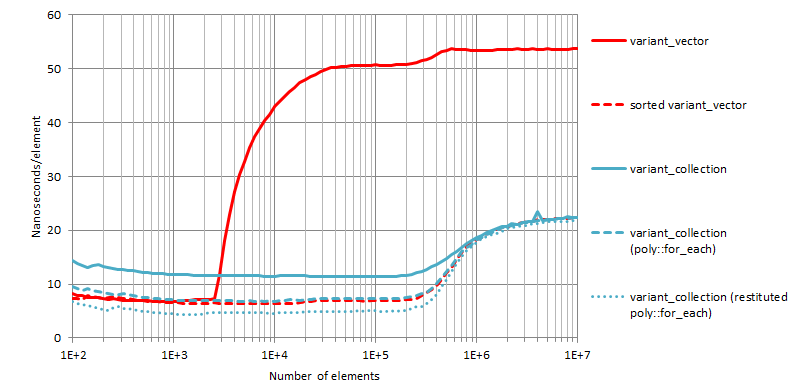 60
50
40
30
20
10
0
Nanoseconds/element
1E+2
1E+3
1E+4
1E+5
1E+6
1E+7
Number of elements
variant_vector
sorted variant_vector
variant_collection
variant_collection
(poly::for_each)
variant_collection (restituted
poly::for_each)